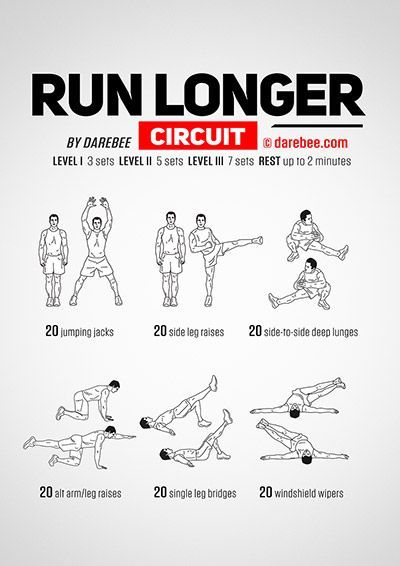 RUN LONGER
BY DAREBEE CIRCUIT © darebee.com
LEVEL I 3 sets LEVEL II 5 sets LEVEL III 7 sets REST up to 2 minutes
20 jumping jacks 20 side leg raises 20 side-to-side deep lunges
20 alt arm/leg raises 20 single leg bridges 20 windshield wipers